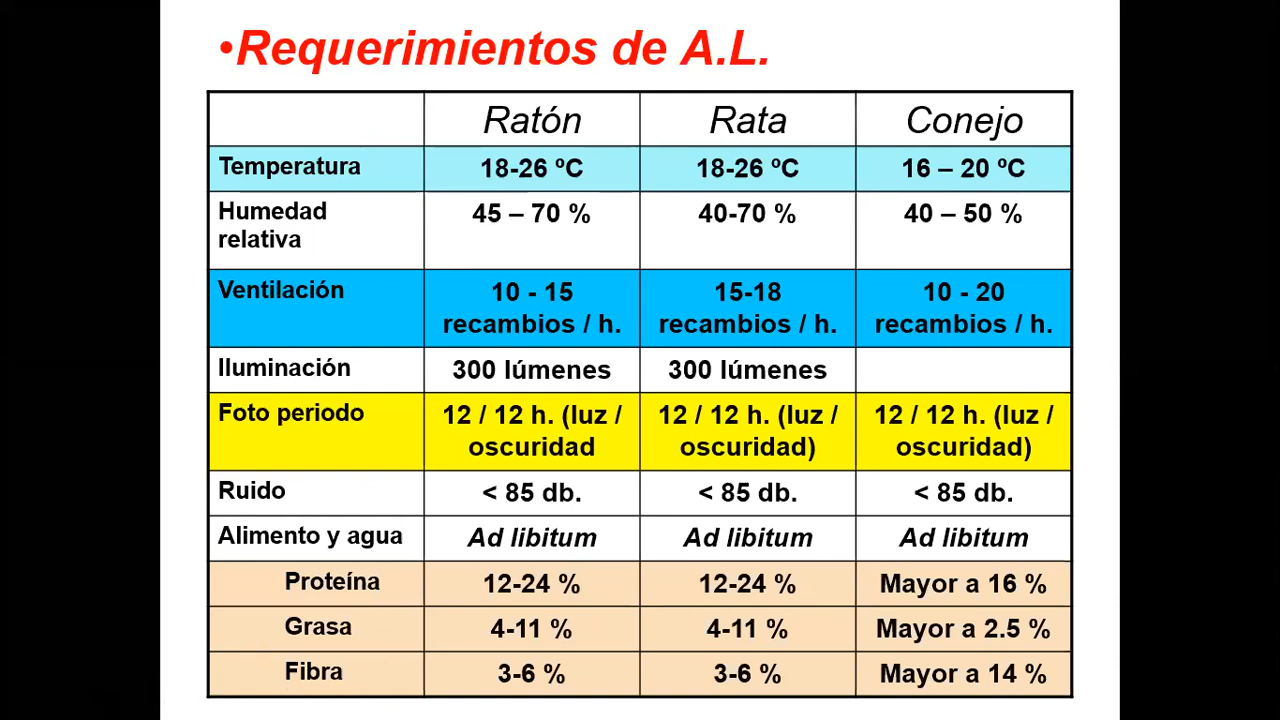 •Requerimientos de A.L.
Ratón Rata Conejo
Temperatura 18-26 ºC 18-26 ºC 16 – 20 ºC
Humedad relativa 45 – 70 % 40-70 % 40 – 50 %
Ventilación 10 - 15 recambios / h. 15-18 recambios / h. 10 - 20 recambios / h.
Iluminación 300 lúmenes 300 lúmenes
Foto periodo 12 / 12 h. (luz / oscuridad 12 / 12 h. (luz / oscuridad) 12 / 12 h. (luz / oscuridad)
Ruido < 85 db. < 85 db. < 85 db.
Alimento y agua Ad libitum Ad libitum Ad libitum
Proteína 12-24 % 12-24 % Mayor a 16 %
Grasa 4-11 % 4-11 % Mayor a 2.5 %
Fibra 3-6 % 3-6 % Mayor a 14 %